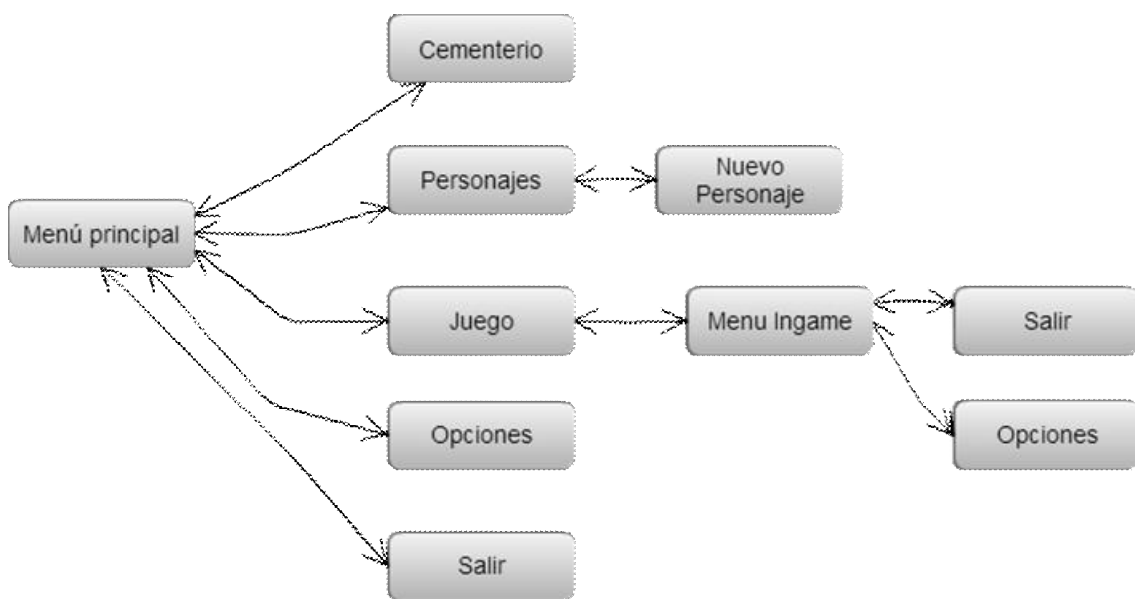 Cementerio
Personajes
Nuevo
Personaje
Menú principal
Juego
Menu Ingame
Salir
Opciones
Opciones
Salir